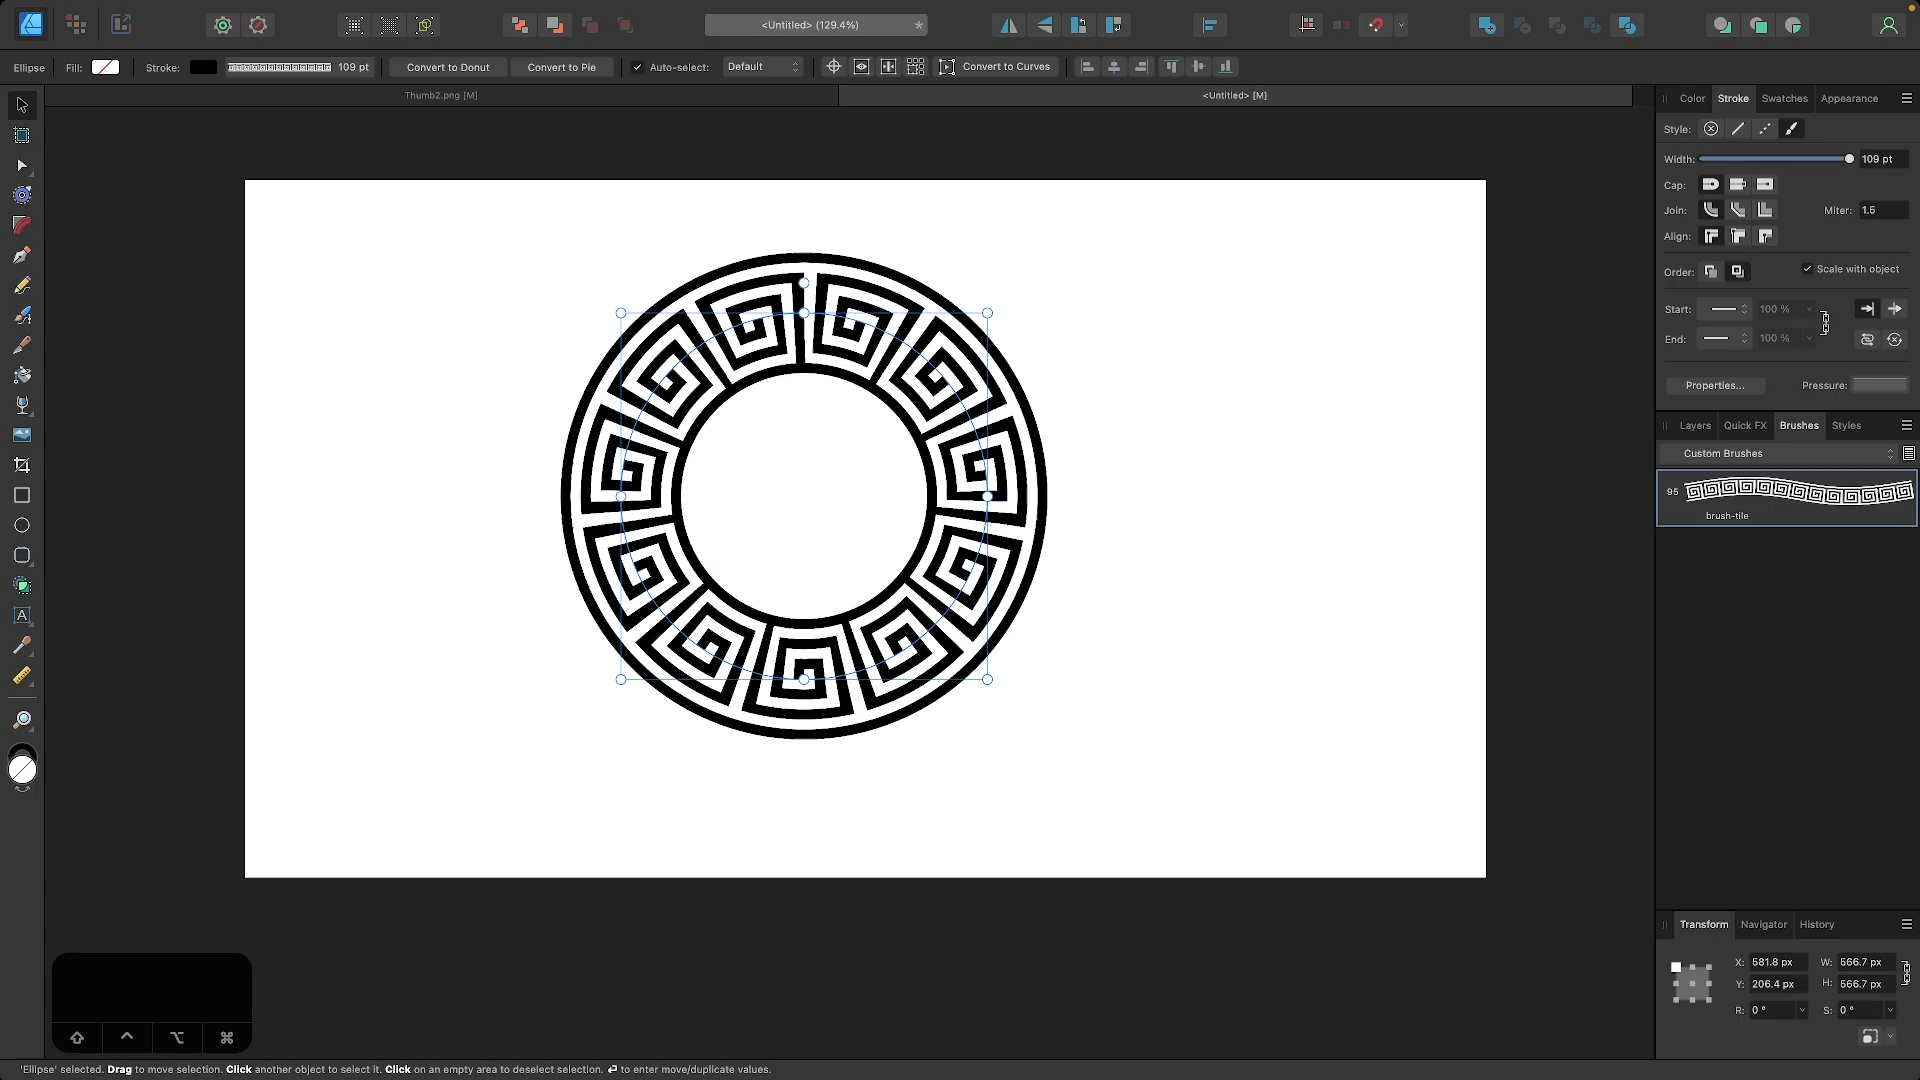 <Untitled> (129.4%)
*
Ellipse Fill: Stroke: 109 pt Convert to Donut Convert to Pie Auto-select: Default Convert to Curves
Thumb2.png [M]
<Untitled> [M]
Color Stroke Swatches Appearance
Style:
Width: 109 pt
Cap:
Join: Miter: 1.5
Align:
Order: Scale with object
Start: 100 %
End: 100 %
Properties... Pressure:
Layers Quick FX Brushes Styles
Custom Brushes
95
brush-tile
A
Transform Navigator History
X: 581.8 px W: 566.7 px
Y: 206.4 px H: 566.7 px
R: 0 ° S: 0 °
'Ellipse' selected. Drag to move selection. Click another object to select it. Click on an empty area to deselect selection. ⏎ to enter move/duplicate values.